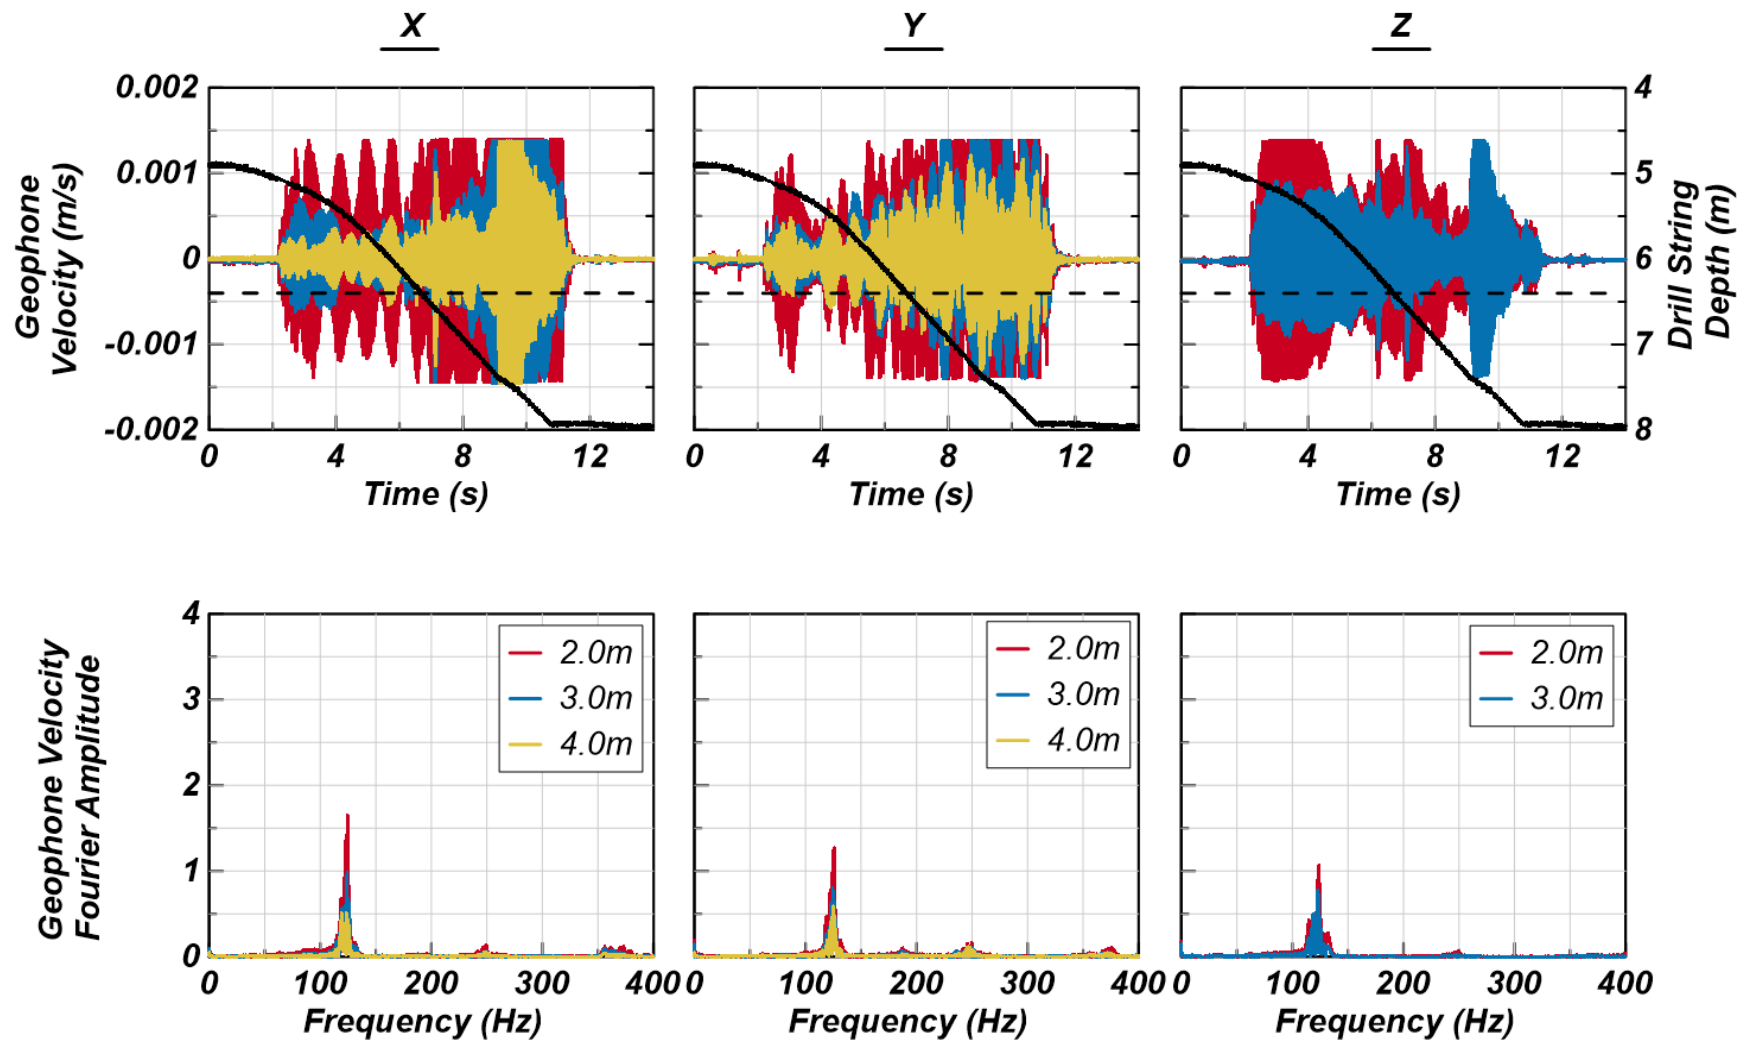 X
Y
Z
0.002
0.001
0
-0.001
-0.002
Geophone
Velocity (m/s)
4
5
6
7
8
Drill String
Depth (m)
0 4 8 12
0 4 8 12
0 4 8 12
Time (s)
Time (s)
Time (s)
4
3
2
1
0
Geophone Velocity
Fourier Amplitude
2.0m
3.0m
4.0m
2.0m
3.0m
4.0m
2.0m
3.0m
0 100 200 300 400
0 100 200 300 400
0 100 200 300 400
Frequency (Hz)
Frequency (Hz)
Frequency (Hz)